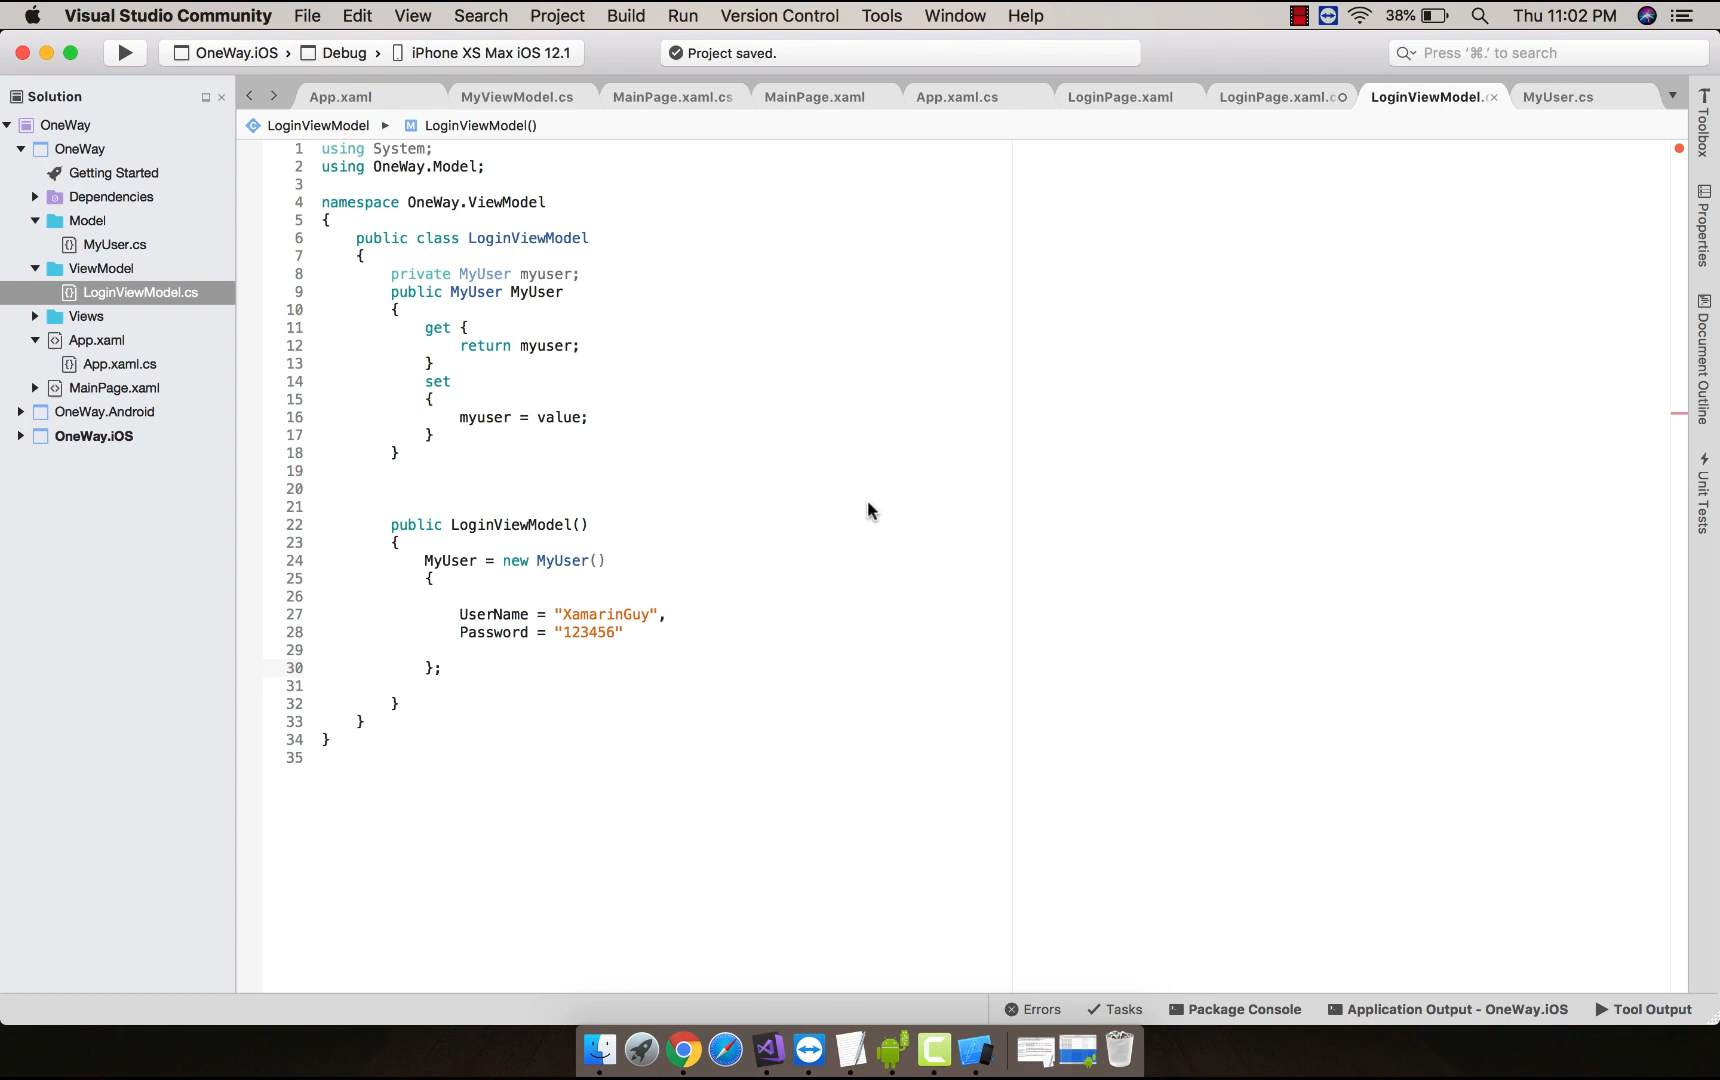 Visual Studio Community File Edit View Search Project Build Run Version Control Tools Window Help 38% Thu 11:02 PM
OneWay.iOS › Debug › iPhone XS Max iOS 12.1 Project saved. Press ‘⌘.’ to search
Solution
App.xaml MyViewModel.cs MainPage.xaml.cs MainPage.xaml App.xaml.cs LoginPage.xaml LoginPage.xaml.c LoginViewModel. MyUser.cs
LoginViewModel LoginViewModel()
OneWay
OneWay
Getting Started
Dependencies
Model
MyUser.cs
ViewModel
LoginViewModel.cs
Views
App.xaml
App.xaml.cs
MainPage.xaml
OneWay.Android
OneWay.iOS
1 using System;
2 using OneWay.Model;
3
4 namespace OneWay.ViewModel
5 {
6 public class LoginViewModel
7 {
8 private MyUser myuser;
9 public MyUser MyUser
10 {
11 get {
12 return myuser;
13 }
14 set
15 {
16 myuser = value;
17 }
18 }
19
20
21
22 public LoginViewModel()
23 {
24 MyUser = new MyUser()
25 {
26
27 UserName = "XamarinGuy",
28 Password = "123456"
29
30 };
31
32 }
33 }
34 }
35
Toolbox
Properties
Document Outline
Unit Tests
Errors Tasks Package Console Application Output - OneWay.iOS Tool Output